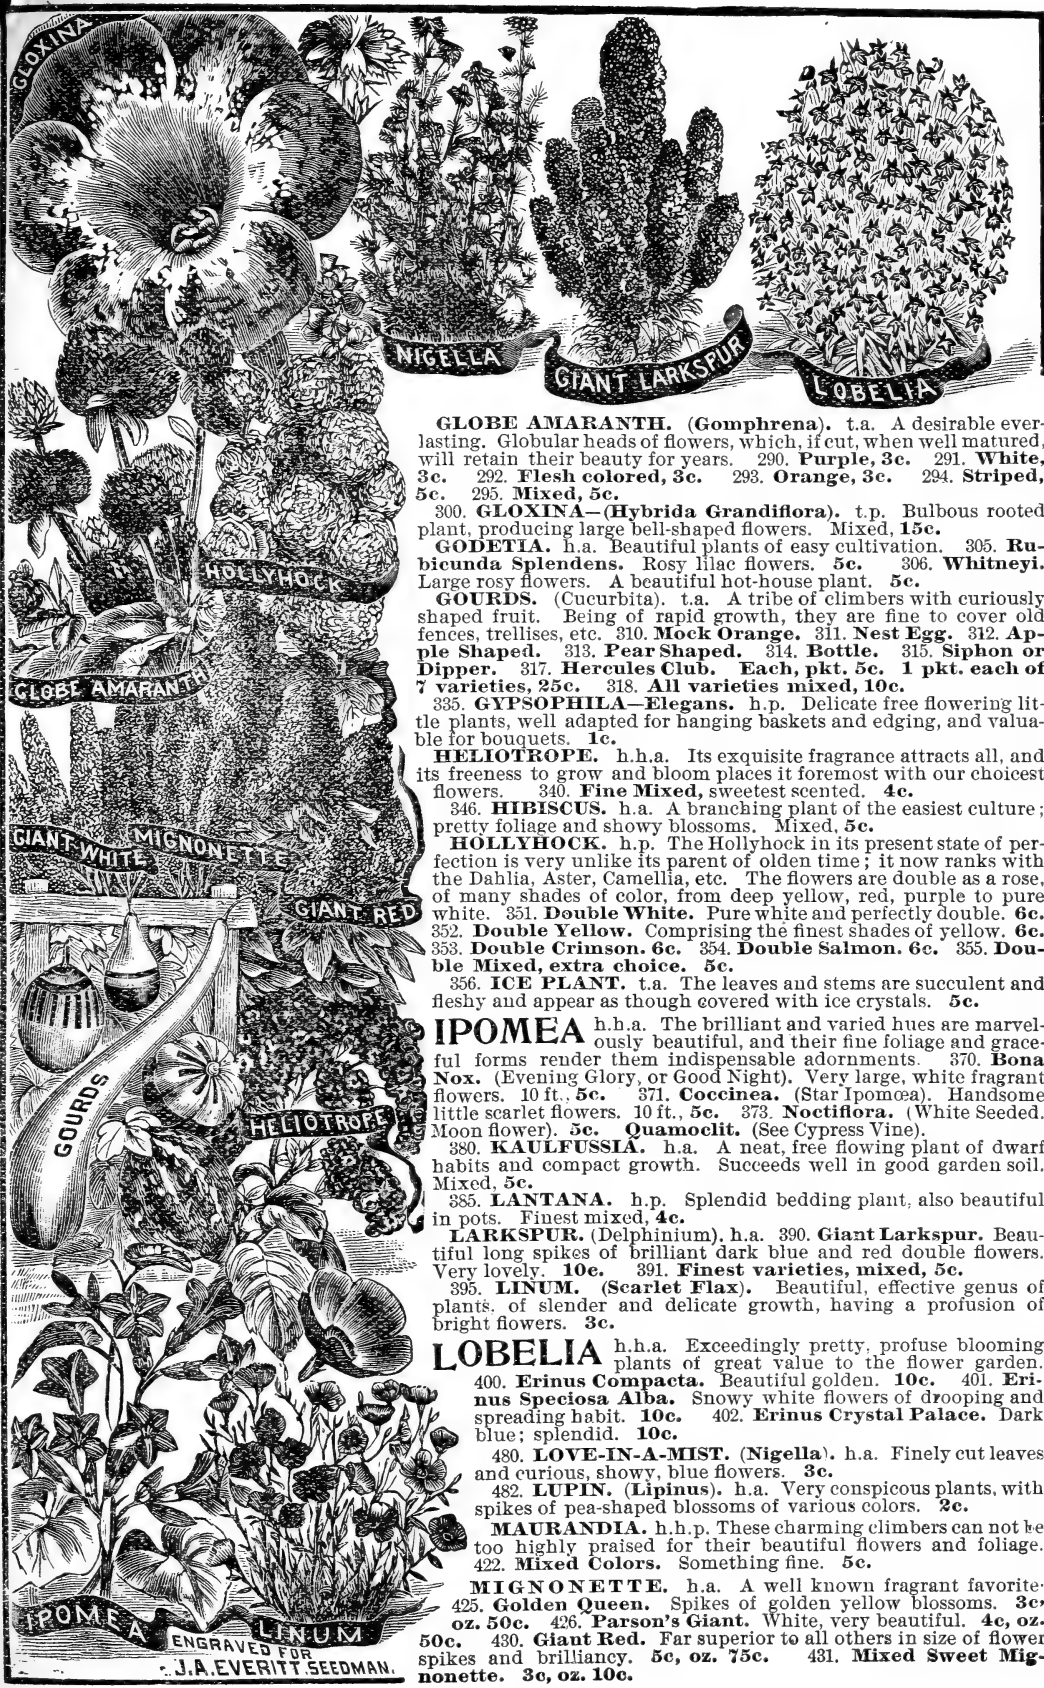 GLOXINA
NIGELLA
GIANT LARKSPUR
LOBELIA
HOLLYHOCK
GLOBE AMARANTH
GIANT WHITE MIGNONETTE
GIANT RED
GOURDS
HELIOTROPE
IPOMEA
LINUM
ENGRAVED FOR
J.A. EVERITT. SEEDMAN.
GLOBE AMARANTH. (Gomphrena). t.a. A desirable ever-
lasting. Globular heads of flowers, which, if cut, when well matured,
will retain their beauty for years. 290. Purple, 3c. 291. White,
3c. 292. Flesh colored, 3c. 293. Orange, 3c. 294. Striped,
5c. 295. Mixed, 5c.
300. GLOXINA—(Hybrida Grandiflora). t.p. Bulbous rooted
plant, producing large bell-shaped flowers. Mixed, 15c.
GODETIA. h.a. Beautiful plants of easy cultivation. 305. Ru-
bicunda Splendens. Rosy lilac flowers. 5c. 306. Whitneyi.
Large rosy flowers. A beautiful hot-house plant. 5c.
GOURDS. (Cucurbita). t.a. A tribe of climbers with curiously
shaped fruit. Being of rapid growth, they are fine to cover old
fences, trellises, etc. 310. Mock Orange. 311. Nest Egg. 312. Ap-
ple Shaped. 313. Pear Shaped. 314. Bottle. 315. Siphon or
Dipper. 317. Hercules Club. Each, pkt. 5c. 1 pkt. each of
7 varieties, 25c. 318. All varieties mixed, 10c.
335. GYPSOPHILA—Elegans. h.p. Delicate free flowering lit-
tle plants, well adapted for hanging baskets and edging, and valua-
ble for bouquets. 1c.
HELIOTROPE. h.h.a. Its exquisite fragrance attracts all, and
its freeness to grow and bloom places it foremost with our choicest
flowers. 340. Fine Mixed, sweetest scented. 4c.
346. HIBISCUS. h.a. A branching plant of the easiest culture;
pretty foliage and showy blossoms. Mixed, 5c.
HOLLYHOCK. h.p. The Hollyhock in its present state of per-
fection is very unlike its parent of olden time; it now ranks with
the Dahlia, Aster, Camellia, etc. The flowers are double as a rose,
of many shades of color, from deep yellow, red, purple to pure
white. 351. Double White. Pure white and perfectly double. 6c.
352. Double Yellow. Comprising the finest shades of yellow. 6c.
353. Double Crimson. 6c. 354. Double Salmon. 6c. 355. Dou-
ble Mixed, extra choice. 5c.
356. ICE PLANT. t.a. The leaves and stems are succulent and
fleshy and appear as though covered with ice crystals. 5c.
IPOMEA h.h.a. The brilliant and varied hues are marvel-
ously beautiful, and their fine foliage and grace-
ful forms render them indispensable adornments. 370. Bona
Nox. (Evening Glory, or Good Night). Very large, white fragrant
flowers. 10 ft., 5c. 371. Coccinea. (Star Ipomœa). Handsome
little scarlet flowers. 10 ft., 5c. 373. Noctiflora. (White Seeded.
Moon flower). 5c. Quamoclit. (See Cypress Vine).
380. KAULFUSSIA. h.a. A neat, free flowing plant of dwarf
habits and compact growth. Succeeds well in good garden soil.
Mixed, 5c.
385. LANTANA. h.p. Splendid bedding plant, also beautiful
in pots. Finest mixed, 4c.
LARKSPUR. (Delphinium). h.a. 390. Giant Larkspur. Beau-
tiful long spikes of brilliant dark blue and red double flowers.
Very lovely. 10c. 391. Finest varieties, mixed, 5c.
395. LINUM. (Scarlet Flax). Beautiful, effective genus of
plants, of slender and delicate growth, having a profusion of
bright flowers. 3c.
LOBELIA h.h.a. Exceedingly pretty, profuse blooming
plants of great value to the flower garden.
400. Erinus Compacta. Beautiful golden. 10c. 401. Eri-
nus Speciosa Alba. Snowy white flowers of drooping and
spreading habit. 10c. 402. Erinus Crystal Palace. Dark
blue; splendid. 10c.
480. LOVE-IN-A-MIST. (Nigella). h.a. Finely cut leaves
and curious, showy, blue flowers. 3c.
482. LUPIN. (Lipinus). h.a. Very conspicous plants, with
spikes of pea-shaped blossoms of various colors. 2c.
MAURANDIA. h.h.p. These charming climbers can not be
too highly praised for their beautiful flowers and foliage.
422. Mixed Colors. Something fine. 5c.
MIGNONETTE. h.a. A well known fragrant favorite.
425. Golden Queen. Spikes of golden yellow blossoms. 3c,
oz. 50c. 426. Parson's Giant. White, very beautiful. 4c, oz.
50c. 430. Giant Red. Far superior to all others in size of flower
spikes and brilliancy. 5c, oz. 75c. 431. Mixed Sweet Mig-
nonette. 3c, oz. 10c.